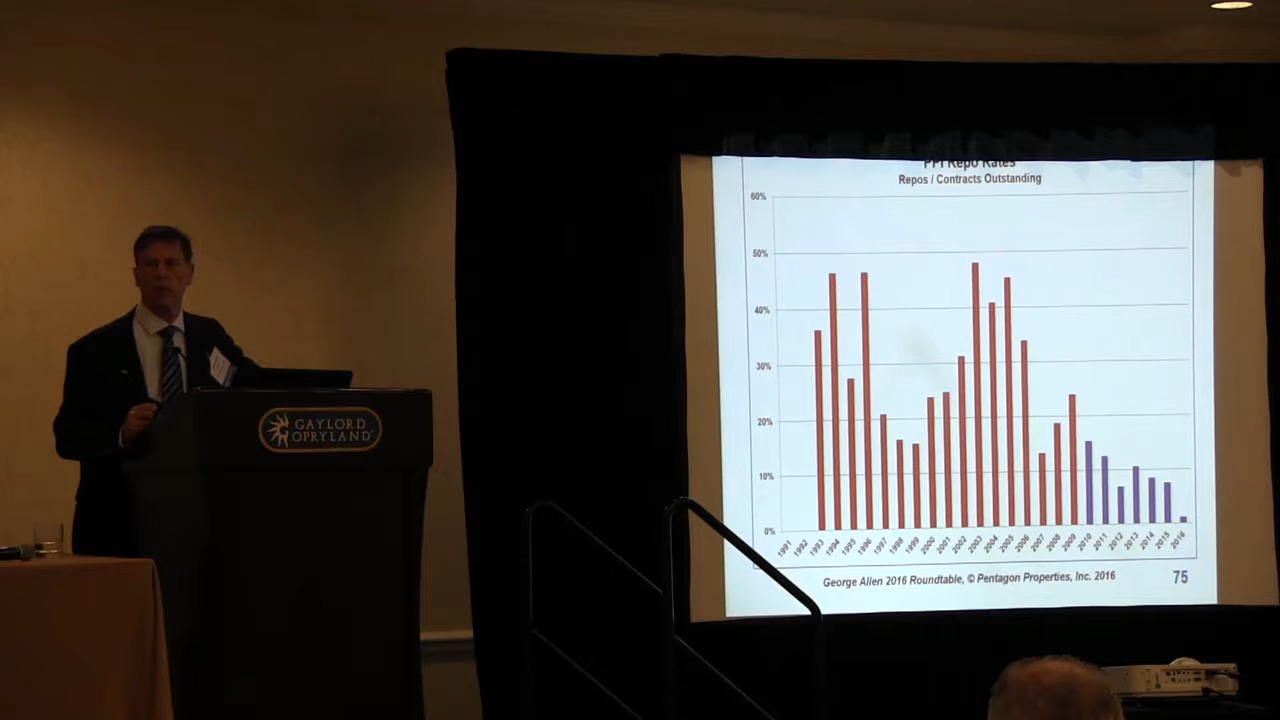 GAYLORD
OPRYLAND
PPI Repo Rates
Repos / Contracts Outstanding
60%
50%
40%
30%
20%
10%
0%
1991 1992 1993 1994 1995 1996 1997 1998 1999 2000 2001 2002 2003 2004 2005 2006 2007 2008 2009 2010 2011 2012 2013 2014 2015 2016
George Allen 2016 Roundtable, © Pentagon Properties, Inc. 2016 75